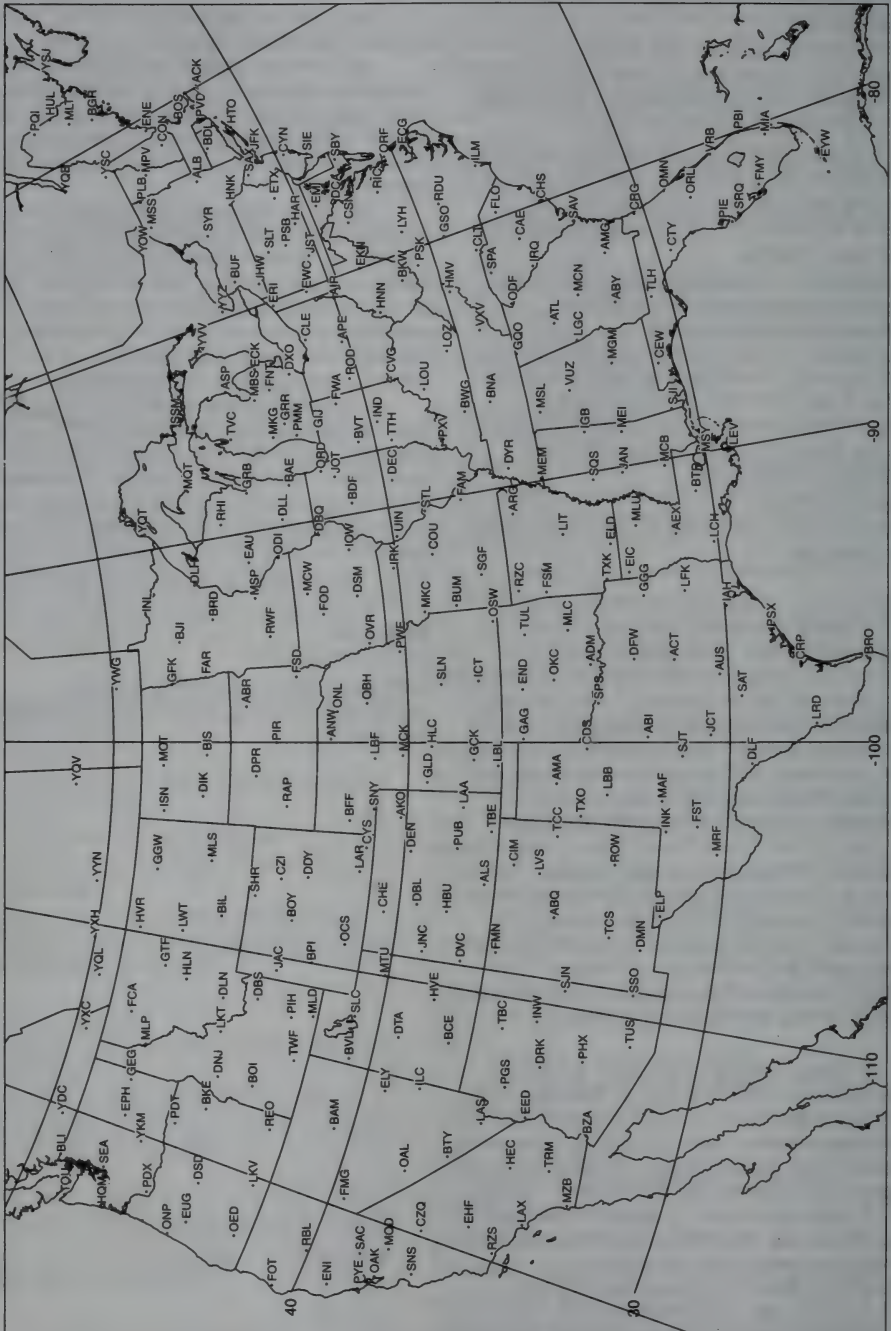 TOU
BLI
YDC
YXC
YQL
YXH
YYN
YQV
YWG
HQM
SEA
EPH
GEG
YKM
MLP
FCA
HVR
GGW
ISN
MOT
GFK
INL
YQT
PDX
PDT
GTF
LWT
HLN
MLS
DIK
BIS
FAR
BJI
DLH
BRD
ONP
EUG
DSD
BKE
DNJ
LKT
DLN
BIL
DBS
SHR
DPR
ABR
PIR
MSP
EAU
RWF
ODI
RHI
MQT
SSM
GRB
DLL
BAE
OED
LKV
REO
BOI
TWF
PIH
MLD
JAC
BPI
BOY
CZI
DDY
RAP
FSD
MCW
FOD
DBQ
FOT
RBL
FMG
BAM
BVL
SLC
OCS
LAR
CYS
BFF
SNY
ANW
ONL
OBH
LBF
OVR
DSM
IOW
ENI
PYE
SAC
OAK
MOD
SNS
CZQ
OAL
ELY
ILC
DTA
MTU
CHE
DEN
AKO
MCK
PWE
IRK
UIN
HVE
JNC
DBL
GLD
HLC
SLN
MKC
COU
STL
BTY
BCE
DVC
HBU
PUB
LAA
GCK
ICT
BUM
SGF
FAM
EHF
LAS
FMN
ALS
TBE
LBL
OSW
RZS
LAX
HEC
EED
PGS
TBC
CIM
GAG
END
TUL
RZC
ARG
TRM
MZB
DRK
INW
LVS
TCC
AMA
OKC
MLC
FSM
LIT
BZA
PHX
SJN
ABQ
TXO
CDS
SPS
ADM
TUS
SSO
TCS
DMN
ROW
LBB
DFW
TXK
ELD
ELP
INK
MAF
ABI
ACT
GGG
EIC
MLU
MRF
FST
SJT
JCT
AUS
LFK
AEX
DLF
SAT
IAH
LCH
LRD
CRP
PSX
BRO
TVC
ASP
YVV
MBS
ECK
MKG
FNT
GRR
PMM
DXO
GIJ
ORD
JOT
BDF
BVT
FWA
ROD
CLE
APE
DEC
TTH
IND
CVG
HNN
PXV
LOU
LOZ
BWG
DYR
BNA
MEM
MSL
GQO
VXV
HMV
SQS
IGB
VUZ
LGC
ATL
JAN
MEI
MGM
MCB
BTR
SJI
CEW
MSY
LEV
YYZ
BUF
IHW
ERI
EWC
JST
AIR
EKN
BKW
PSK
SLT
PSB
HAR
ETX
SYR
HNK
ALB
YOW
MSS
PLB
MPV
YSC
YQB
PQI
HUL
MLT
BGR
YSJ
ENE
CON
BOS
PVD
BDL
ACK
HTO
JFK
SAX
CYN
SIE
EMI
DCA
SBY
CSN
RIC
LYH
ORF
ECG
GSO
RDU
CLT
SPA
ILM
FLO
CAE
CHS
ODF
IRQ
MCN
SAV
ABY
AMG
CRG
TLH
CTY
OMN
ORL
PIE
SRQ
VRB
PBI
FMY
MIA
EYW
40
30
110
-100
-90
-80